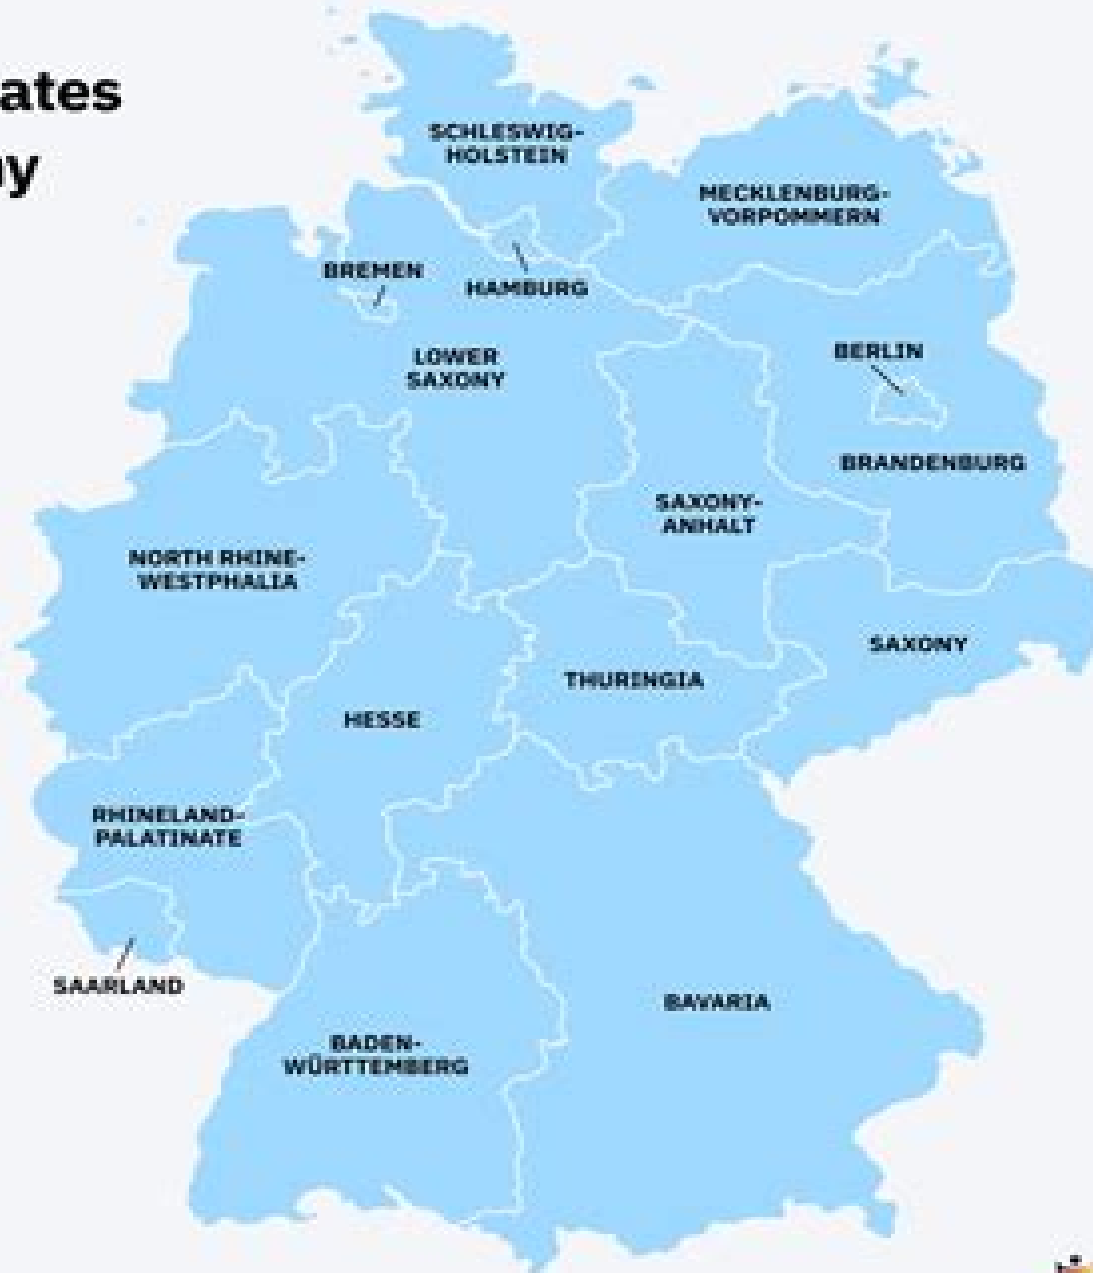 ates
y
SCHLESWIG-
HOLSTEIN
MECKLENBURG-
VORPOMMERN
BREMEN
HAMBURG
LOWER
SAXONY
BERLIN
BRANDENBURG
SAXONY-
ANHALT
NORTH RHINE-
WESTPHALIA
SAXONY
THURINGIA
HESSE
RHINELAND-
PALATINATE
SAARLAND
BAVARIA
BADEN-
WÜRTTEMBERG